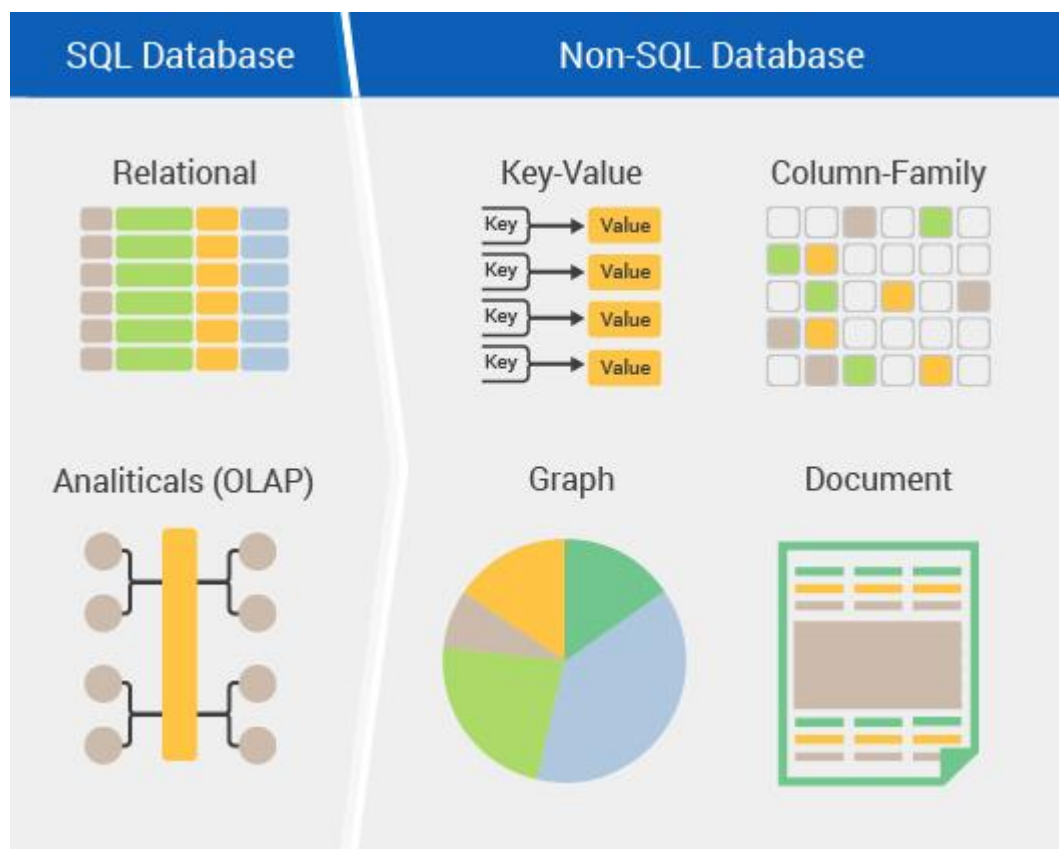 SQL Database
Non-SQL Database
Relational
Key-Value
Column-Family
Key
Value
Key
Value
Key
Value
Key
Value
Analiticals (OLAP)
Graph
Document